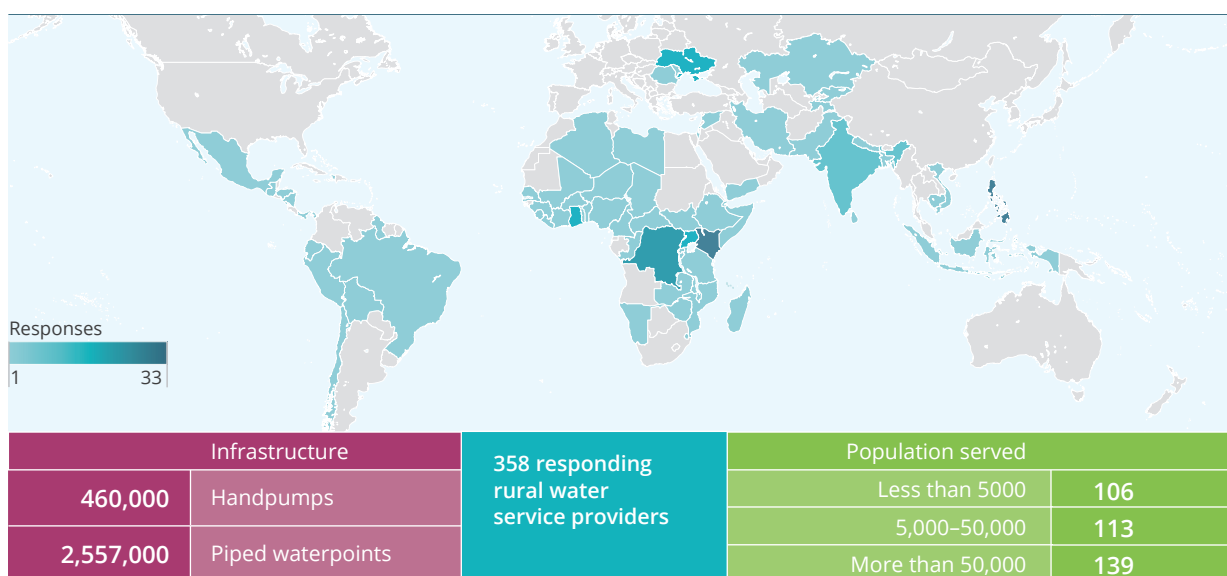 Responses
1 33
Infrastructure
460,000 Handpumps
2,557,000 Piped waterpoints
358 responding
rural water
service providers
Population served
Less than 5000 106
5,000–50,000 113
More than 50,000 139